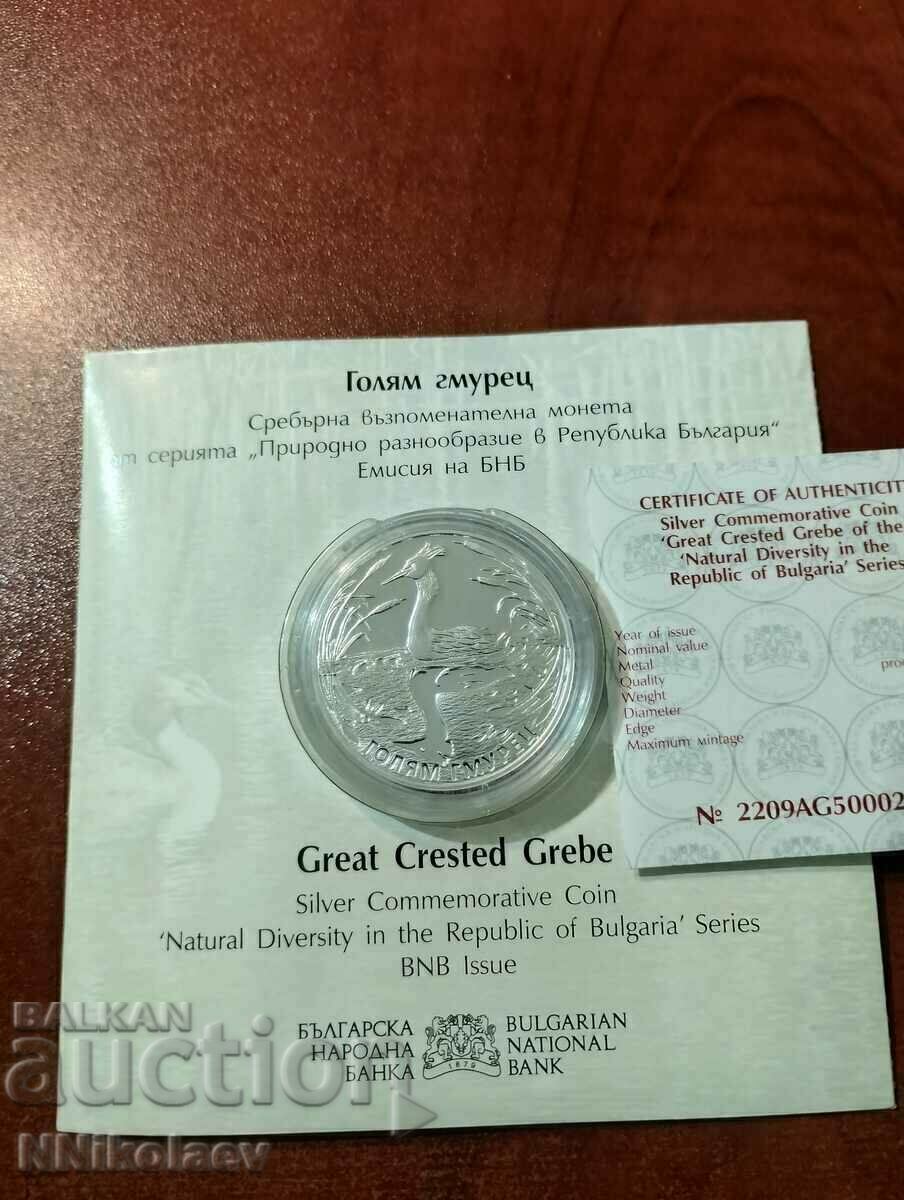 Голям гмурец
Сребърна възпоменателна монета
от серията „Природно разнообразие в Република България“
Емисия на БНБ
ГОЛЯМ ГМУРЕЦ
Great Crested Grebe
Silver Commemorative Coin
‘Natural Diversity in the Republic of Bulgaria’ Series
BNB Issue
БЪЛГАРСКА
НАРОДНА
БАНКА
1879
BULGARIAN
NATIONAL
BANK
CERTIFICATE OF AUTHENTICITY
Silver Commemorative Coin
‘Great Crested Grebe of the
‘Natural Diversity in the
Republic of Bulgaria’ Series
Year of issue
Nominal value
Metal
Quality
Weight
Diameter
Edge
Maximum mintage
№ 2209AG50002
BALKAN
auction
NNikolaev